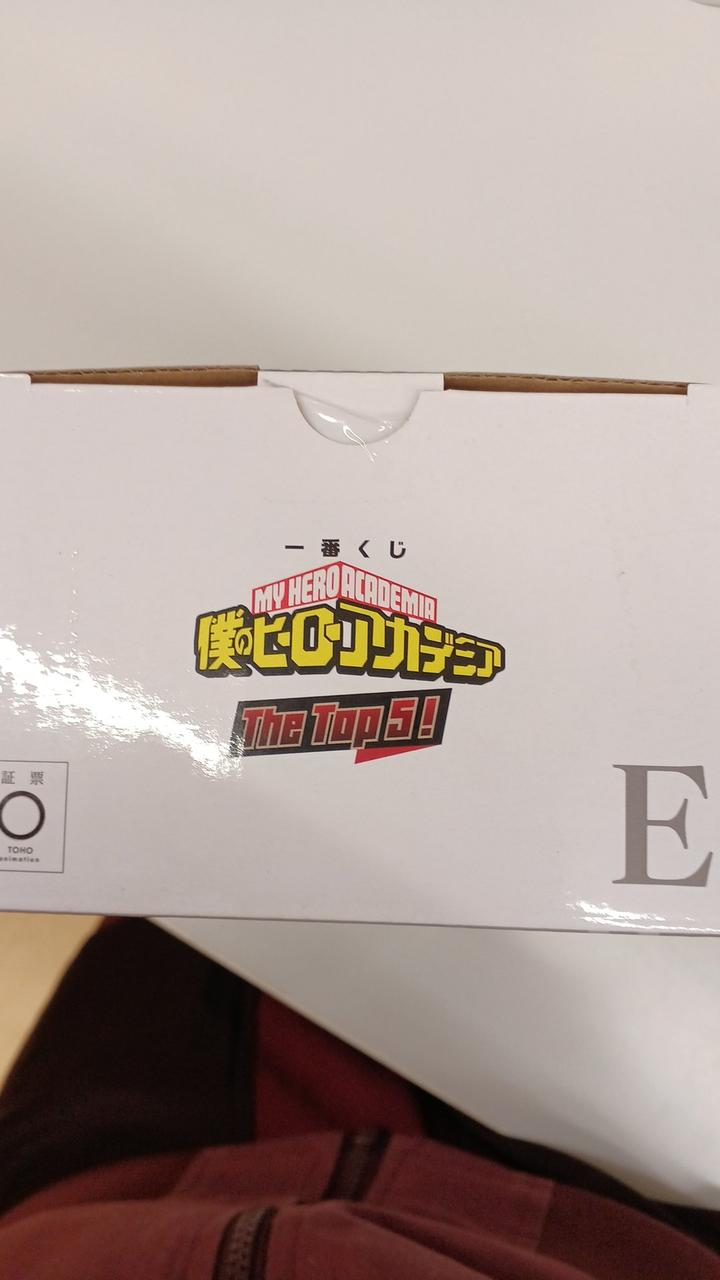 一番くじ
MY HERO ACADEMIA
僕のヒーローアカデミア
The Top 5!
証票
TOHO
animation
E